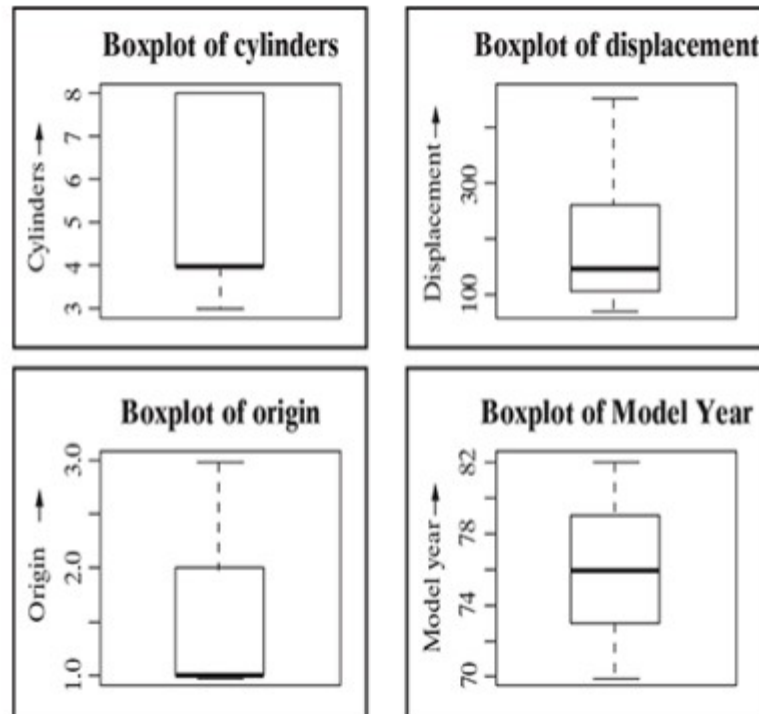 Boxplot of cylinders
Cylinders
8
7
6
5
4
3
Boxplot of displacement
Displacement
300
100
Boxplot of origin
Origin
3.0
2.0
1.0
Boxplot of Model Year
Model year
82
78
74
70